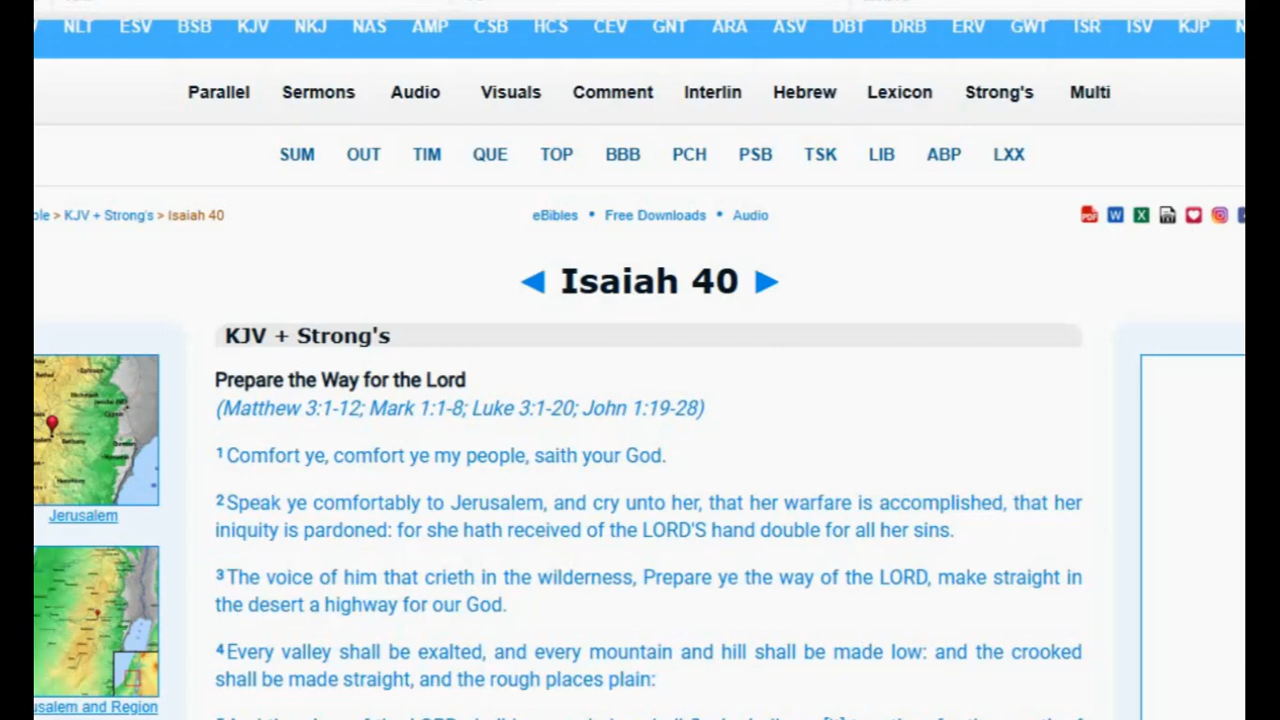 NLT ESV BSB KJV NKJ NAS AMP CSB HCS CEV GNT ARA ASV DBT DRB ERV GWT ISR ISV KJP
Parallel Sermons Audio Visuals Comment Interlin Hebrew Lexicon Strong's Multi
SUM OUT TIM QUE TOP BBB PCH PSB TSK LIB ABP LXX
> KJV + Strong's > Isaiah 40
eBibles • Free Downloads • Audio
◄ Isaiah 40 ►
KJV + Strong's
Prepare the Way for the Lord
(Matthew 3:1-12; Mark 1:1-8; Luke 3:1-20; John 1:19-28)
1 Comfort ye, comfort ye my people, saith your God.
2 Speak ye comfortably to Jerusalem, and cry unto her, that her warfare is accomplished, that her
iniquity is pardoned: for she hath received of the LORD'S hand double for all her sins.
3 The voice of him that crieth in the wilderness, Prepare ye the way of the LORD, make straight in
the desert a highway for our God.
4 Every valley shall be exalted, and every mountain and hill shall be made low: and the crooked
shall be made straight, and the rough places plain:
Jerusalem
usalem and Region